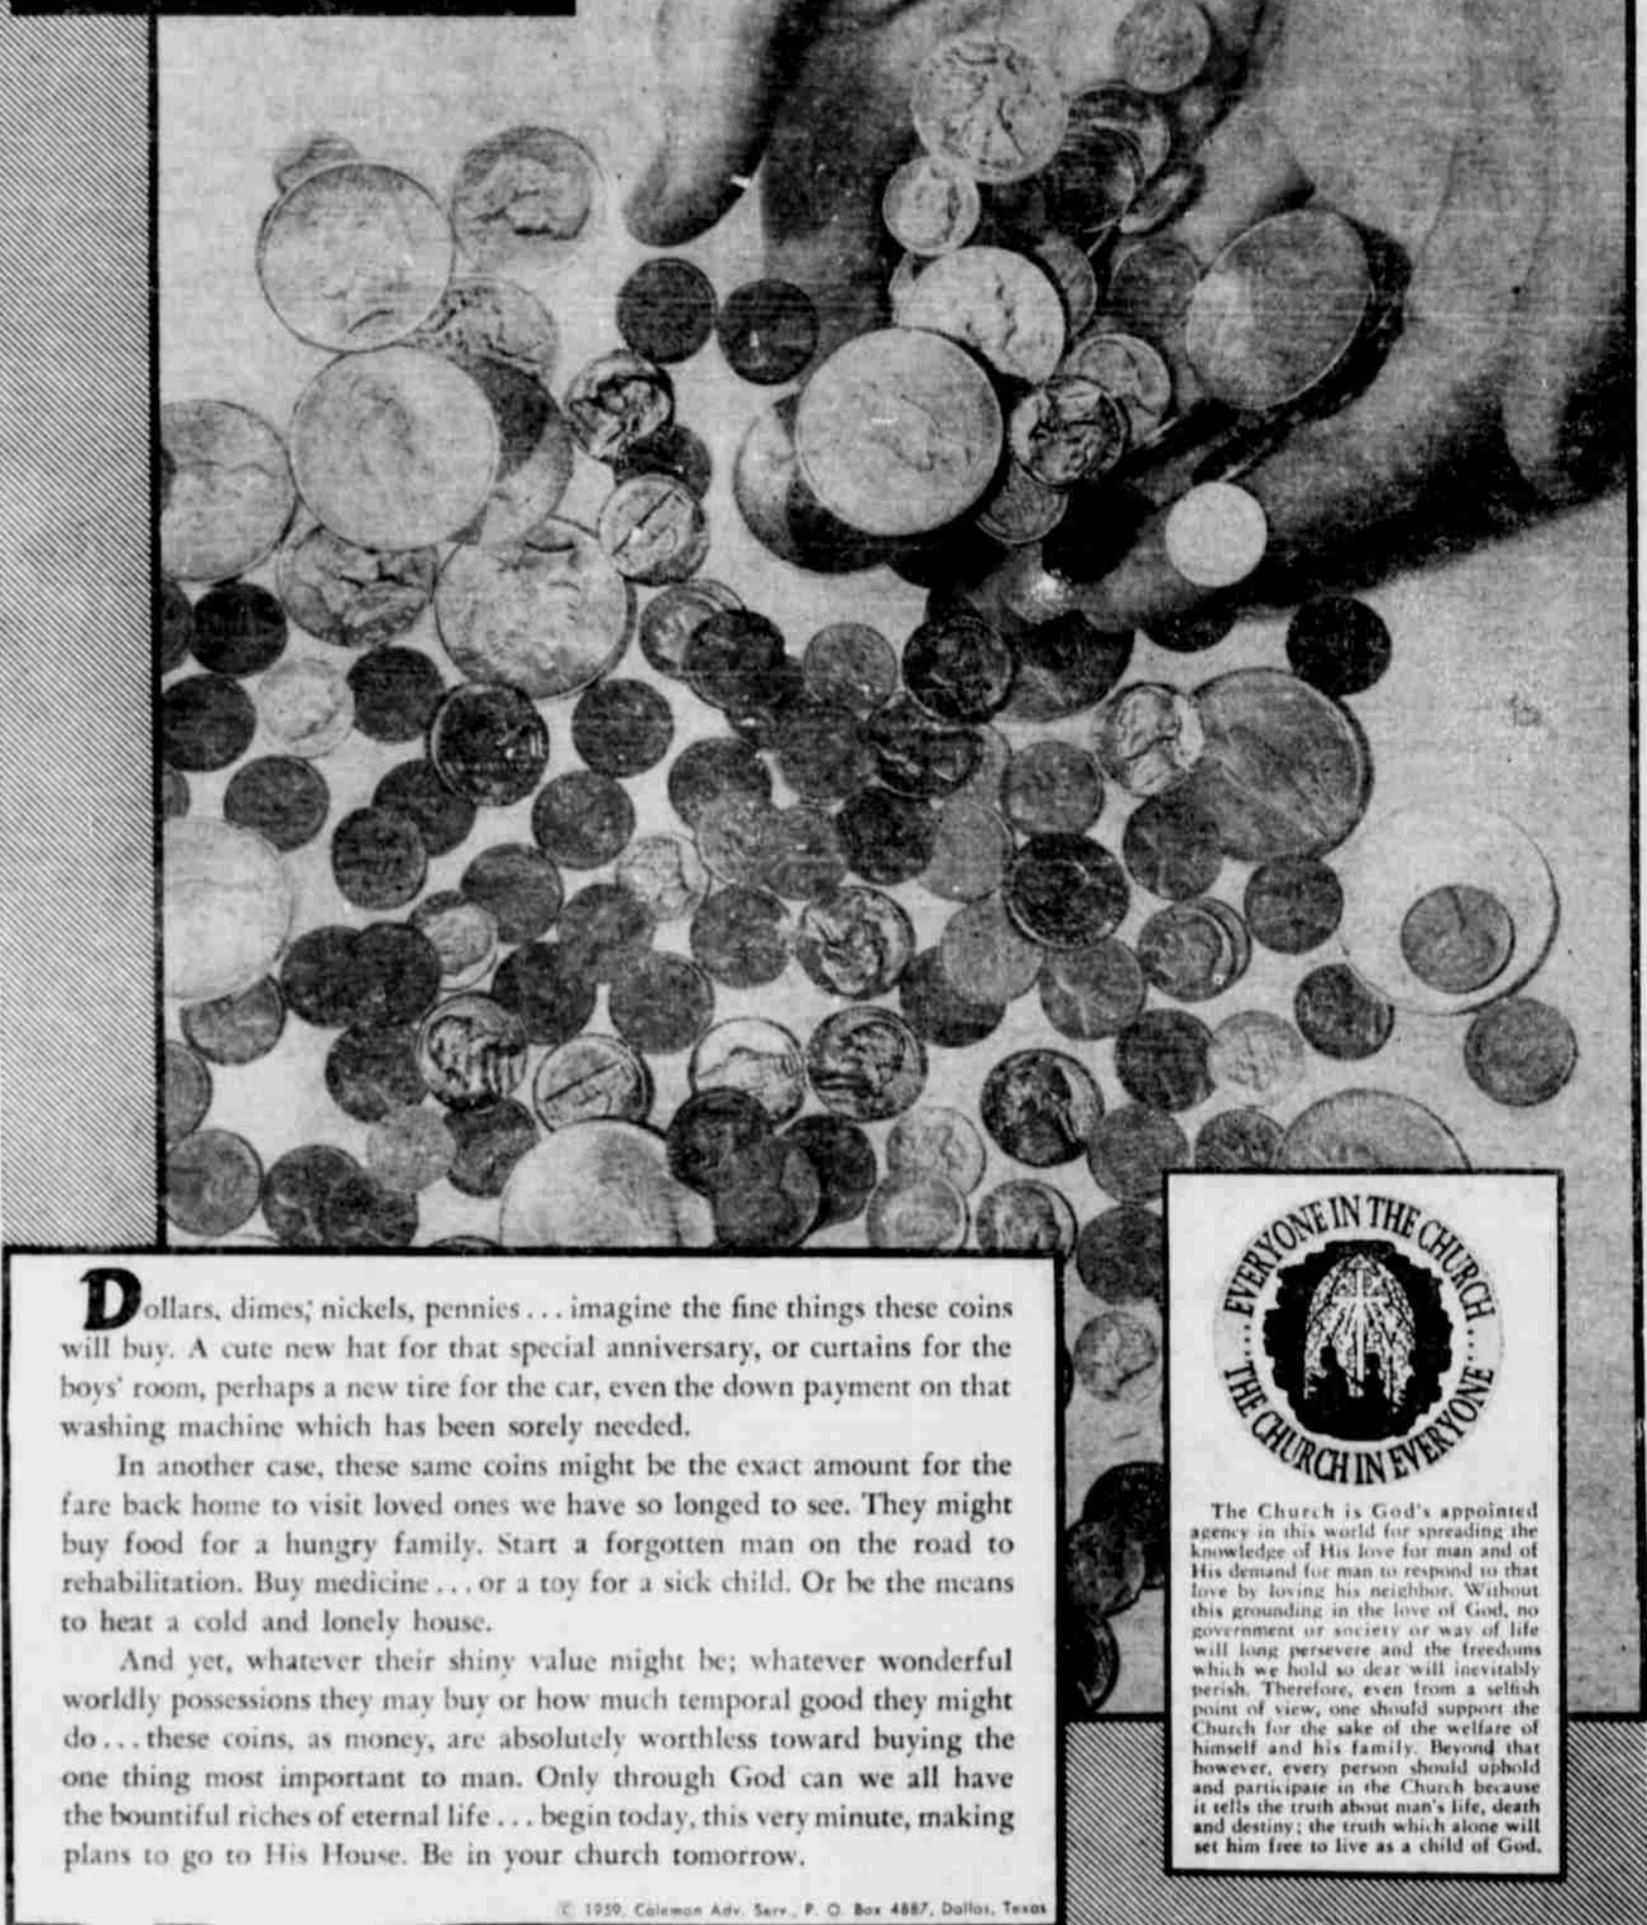 Dollars, dimes, nickels, pennies . . . imagine the fine things these coins
will buy. A cute new hat for that special anniversary, or curtains for the
boys' room, perhaps a new tire for the car, even the down payment on that
washing machine which has been sorely needed.
In another case, these same coins might be the exact amount for the
fare back home to visit loved ones we have so longed to see. They might
buy food for a hungry family. Start a forgotten man on the road to
rehabilitation. Buy medicine . . . or a toy for a sick child. Or be the means
to heat a cold and lonely house.
And yet, whatever their shiny value might be; whatever wonderful
worldly possessions they may buy or how much temporal good they might
do . . . these coins, as money, are absolutely worthless toward buying the
one thing most important to man. Only through God can we all have
the bountiful riches of eternal life . . . begin today, this very minute, making
plans to go to His House. Be in your church tomorrow.
© 1959, Coleman Adv. Serv., P. O. Box 4887, Dallas, Texas
EVERYONE IN THE CHURCH
THE CHURCH IN EVERYONE
The Church is God's appointed
agency in this world for spreading the
knowledge of His love for man and of
His demand for man to respond to that
love by loving his neighbor. Without
this grounding in the love of God, no
government or society or way of life
will long persevere and the freedoms
which we hold so dear will inevitably
perish. Therefore, even from a selfish
point of view, one should support the
Church for the sake of the welfare of
himself and his family. Beyond that
however, every person should uphold
and participate in the Church because
it tells the truth about man's life, death
and destiny; the truth which alone will
set him free to live as a child of God.